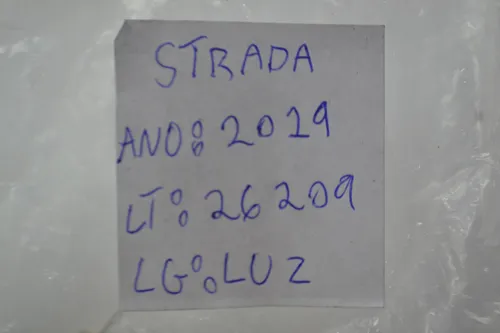 STRADA
ANO: 2019
LT: 26209
LG: LUZ